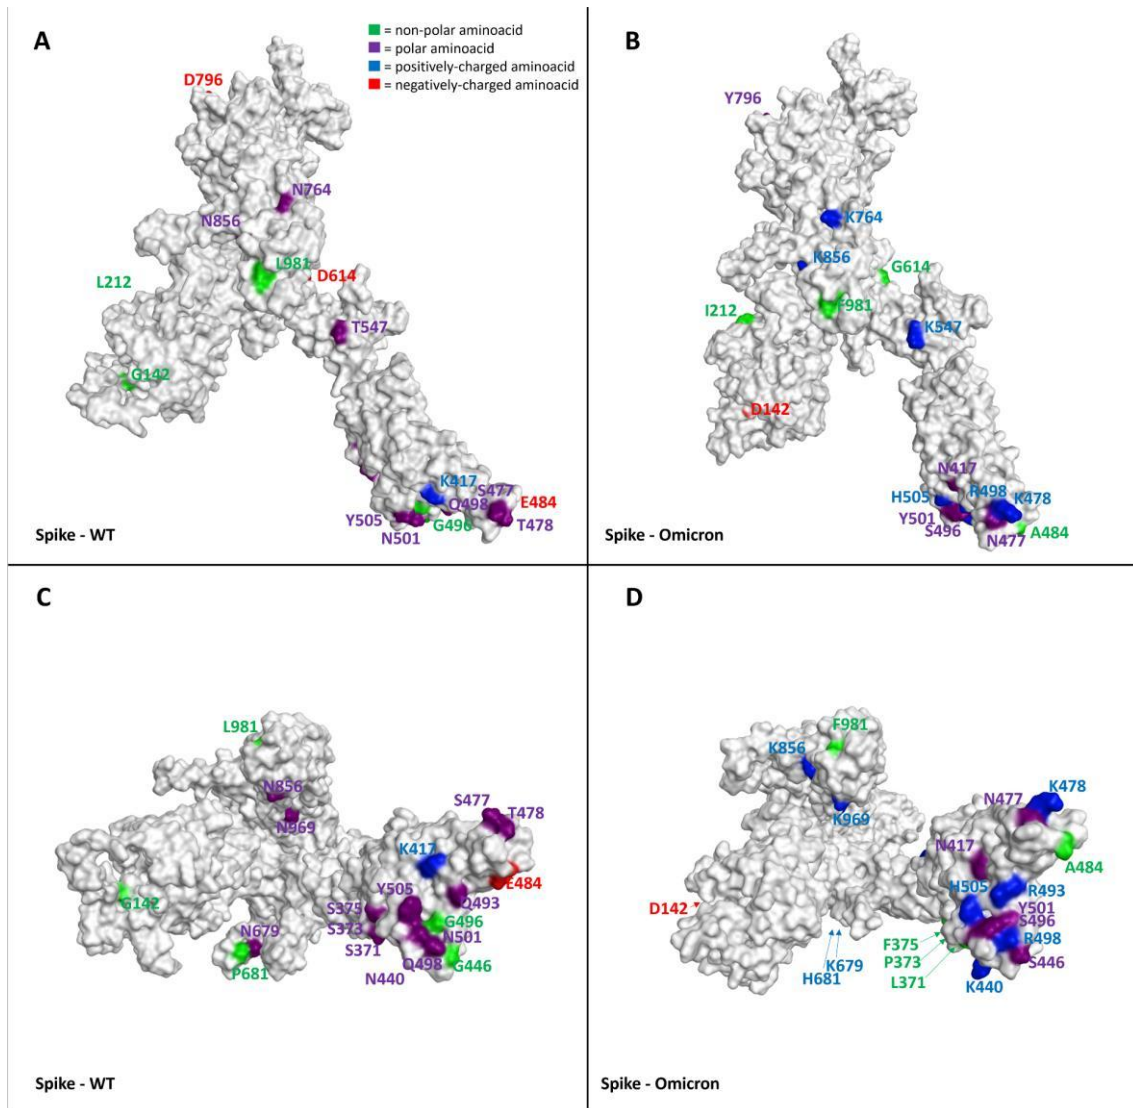 A
= non-polar aminoacid
= polar aminoacid
= positively-charged aminoacid
= negatively-charged aminoacid
D796
N764
N856
L981
D614
L212
T547
G142
K417
S477
Q498
E484
Y505
G496
T478
N501
Spike - WT
B
Y796
K764
K856
G614
F981
I212
K547
D142
N417
R498
H505
K478
Y501
S496
A484
N477
Spike - Omicron
C
L981
N856
S477
T478
N969
K417
E484
Y505
G142
Q493
S375
G496
S373
N679
N501
S371
P681
Q498
G446
N440
Spike - WT
D
F981
K856
K478
N477
K969
N417
A484
H505
R493
D142
Y501
S496
F375
R498
P373
K679
S446
H681
L371
K440
Spike - Omicron